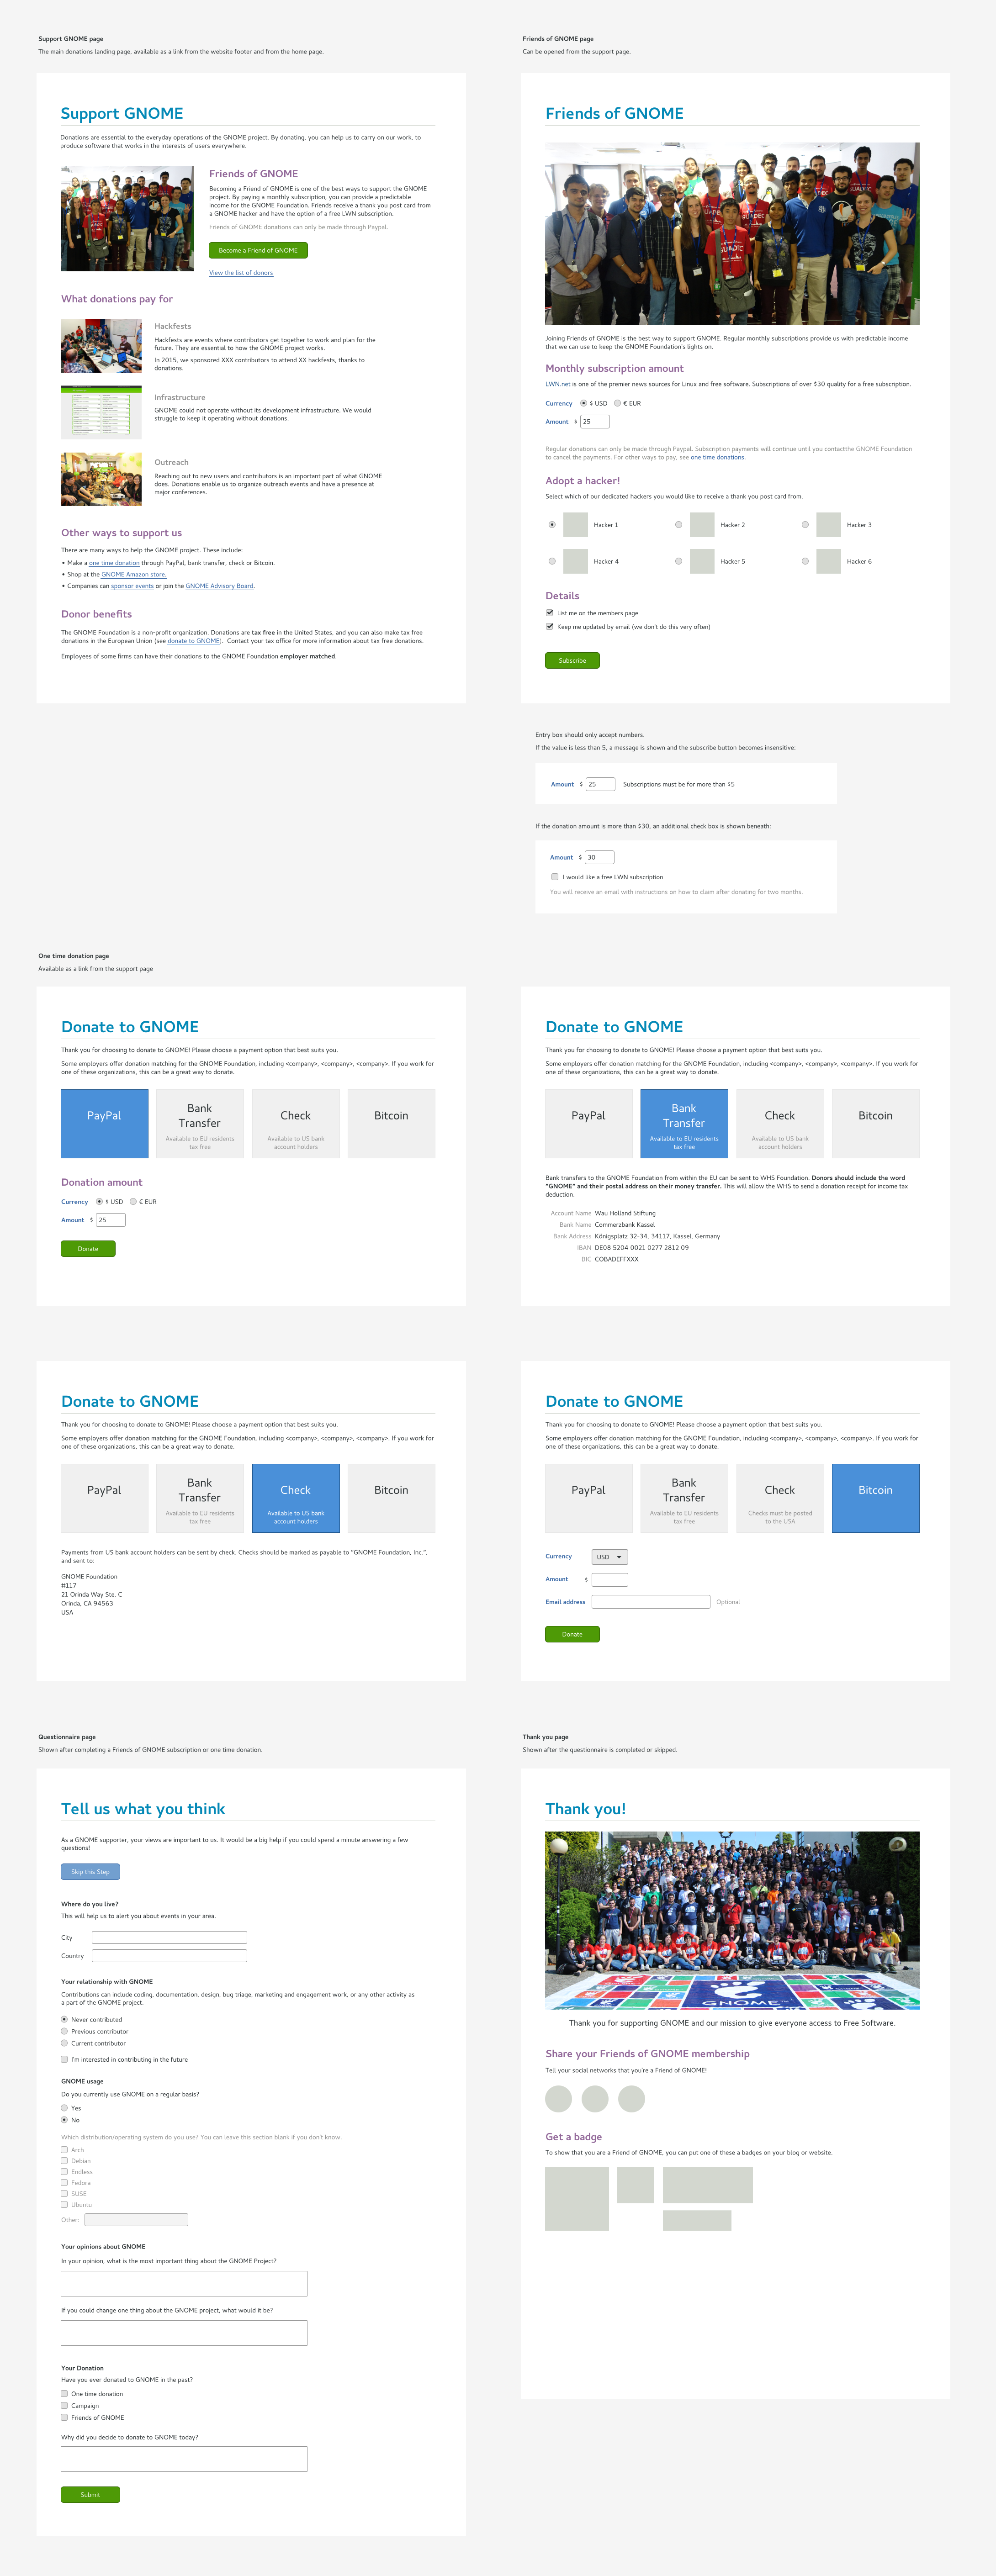 Support GNOME page
The main donations landing page, available as a link from the website footer and from the home page.
Support GNOME
Donations are essential to the everyday operations of the GNOME project. By donating, you can help us to carry on our work, to
produce software that works in the interests of users everywhere.
Friends of GNOME
Becoming a Friend of GNOME is one of the best ways to support the GNOME
project. By paying a monthly subscription, you can provide a predictable
income for the GNOME Foundation. Friends receive a thank you post card from
a GNOME hacker and have the option of a free LWN subscription.
Friends of GNOME donations can only be made through Paypal.
Become a Friend of GNOME
View the list of donors
What donations pay for
Hackfests
Hackfests are events where contributors get together to work and plan for the
future. They are essential to how the GNOME project works.
In 2015, we sponsored XXX contributors to attend XX hackfests, thanks to
donations.
Infrastructure
GNOME could not operate without its development infrastructure. We would
struggle to keep it operating without donations.
Outreach
Reaching out to new users and contributors is an important part of what GNOME
does. Donations enable us to organize outreach events and have a presence at
major conferences.
Other ways to support us
There are many ways to help the GNOME project. These include:
• Make a one time donation through PayPal, bank transfer, check or Bitcoin.
• Shop at the GNOME Amazon store.
• Companies can sponsor events or join the GNOME Advisory Board.
Donor benefits
The GNOME Foundation is a non-profit organization. Donations are tax free in the United States, and you can also make tax free
donations in the European Union (see donate to GNOME).  Contact your tax office for more information about tax free donations.
Employees of some firms can have their donations to the GNOME Foundation employer matched.
Friends of GNOME page
Can be opened from the support page.
Friends of GNOME
GUADEC
Joining Friends of GNOME is the best way to support GNOME. Regular monthly subscriptions provide us with predictable income
that we can use to keep the GNOME Foundation's lights on.
Monthly subscription amount
LWN.net is one of the premier news sources for Linux and free software. Subscriptions of over $30 quality for a free subscription.
Currency $ USD € EUR
Amount $ 25
Regular donations can only be made through Paypal. Subscription payments will continue until you contactthe GNOME Foundation
to cancel the payments. For other ways to pay, see one time donations.
Adopt a hacker!
Select which of our dedicated hackers you would like to receive a thank you post card from.
Hacker 1 Hacker 2 Hacker 3
Hacker 4 Hacker 5 Hacker 6
Details
List me on the members page
Keep me updated by email (we don't do this very often)
Subscribe
Entry box should only accept numbers.
If the value is less than 5, a message is shown and the subscribe button becomes insensitive:
Amount $ 25 Subscriptions must be for more than $5
If the donation amount is more than $30, an additional check box is shown beneath:
Amount $ 30
I would like a free LWN subscription
You will receive an email with instructions on how to claim after donating for two months.
One time donation page
Available as a link from the support page
Donate to GNOME
Thank you for choosing to donate to GNOME! Please choose a payment option that best suits you.
Some employers offer donation matching for the GNOME Foundation, including <company>, <company>, <company>. If you work for
one of these organizations, this can be a great way to donate.
PayPal
Bank
Transfer
Available to EU residents
tax free
Check
Available to US bank
account holders
Bitcoin
Donation amount
Currency $ USD € EUR
Amount $ 25
Donate
Donate to GNOME
Thank you for choosing to donate to GNOME! Please choose a payment option that best suits you.
Some employers offer donation matching for the GNOME Foundation, including <company>, <company>, <company>. If you work for
one of these organizations, this can be a great way to donate.
PayPal
Bank
Transfer
Available to EU residents
tax free
Check
Available to US bank
account holders
Bitcoin
Bank transfers to the GNOME Foundation from within the EU can be sent to WHS Foundation. Donors should include the word
"GNOME" and their postal address on their money transfer. This will allow the WHS to send a donation receipt for income tax
deduction.
Account Name Wau Holland Stiftung
Bank Name Commerzbank Kassel
Bank Address Königsplatz 32-34, 34117, Kassel, Germany
IBAN DE08 5204 0021 0277 2812 09
BIC COBADEFFXXX
Donate to GNOME
Thank you for choosing to donate to GNOME! Please choose a payment option that best suits you.
Some employers offer donation matching for the GNOME Foundation, including <company>, <company>, <company>. If you work for
one of these organizations, this can be a great way to donate.
PayPal
Bank
Transfer
Available to EU residents
tax free
Check
Available to US bank
account holders
Bitcoin
Payments from US bank account holders can be sent by check. Checks should be marked as payable to "GNOME Foundation, Inc.",
and sent to:
GNOME Foundation
#117
21 Orinda Way Ste. C
Orinda, CA 94563
USA
Donate to GNOME
Thank you for choosing to donate to GNOME! Please choose a payment option that best suits you.
Some employers offer donation matching for the GNOME Foundation, including <company>, <company>, <company>. If you work for
one of these organizations, this can be a great way to donate.
PayPal
Bank
Transfer
Available to EU residents
tax free
Check
Checks must be posted
to the USA
Bitcoin
Currency USD
Amount $
Email address Optional
Donate
Questionnaire page
Shown after completing a Friends of GNOME subscription or one time donation.
Tell us what you think
As a GNOME supporter, your views are important to us. It would be a big help if you could spend a minute answering a few
questions!
Skip this Step
Where do you live?
This will help us to alert you about events in your area.
City
Country
Your relationship with GNOME
Contributions can include coding, documentation, design, bug triage, marketing and engagement work, or any other activity as
a part of the GNOME project.
Never contributed
Previous contributor
Current contributor
I'm interested in contributing in the future
GNOME usage
Do you currently use GNOME on a regular basis?
Yes
No
Which distribution/operating system do you use? You can leave this section blank if you don't know.
Arch
Debian
Endless
Fedora
SUSE
Ubuntu
Other:
Your opinions about GNOME
In your opinion, what is the most important thing about the GNOME Project?
If you could change one thing about the GNOME project, what would it be?
Your Donation
Have you ever donated to GNOME in the past?
One time donation
Campaign
Friends of GNOME
Why did you decide to donate to GNOME today?
Submit
Thank you page
Shown after the questionnaire is completed or skipped.
Thank you!
GNOME
Thank you for supporting GNOME and our mission to give everyone access to Free Software.
Share your Friends of GNOME membership
Tell your social networks that you're a Friend of GNOME!
Get a badge
To show that you are a Friend of GNOME, you can put one of these a badges on your blog or website.